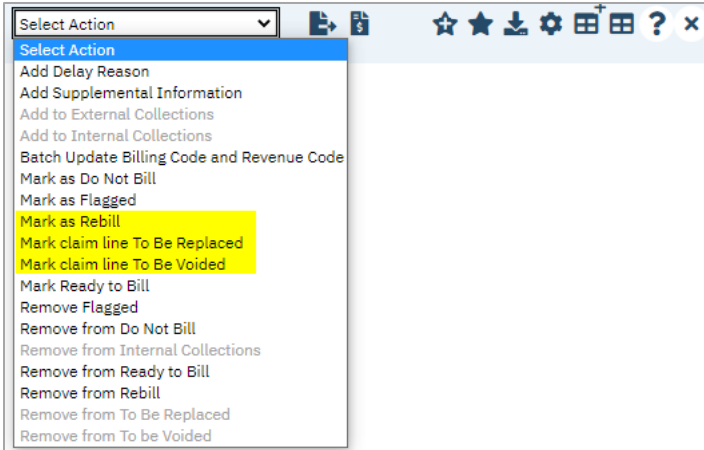 Select Action
Select Action
Add Delay Reason
Add Supplemental Information
Add to External Collections
Add to Internal Collections
Batch Update Billing Code and Revenue Code
Mark as Do Not Bill
Mark as Flagged
Mark as Rebill
Mark claim line To Be Replaced
Mark claim line To Be Voided
Mark Ready to Bill
Remove Flagged
Remove from Do Not Bill
Remove from Internal Collections
Remove from Ready to Bill
Remove from Rebill
Remove from To Be Replaced
Remove from To be Voided